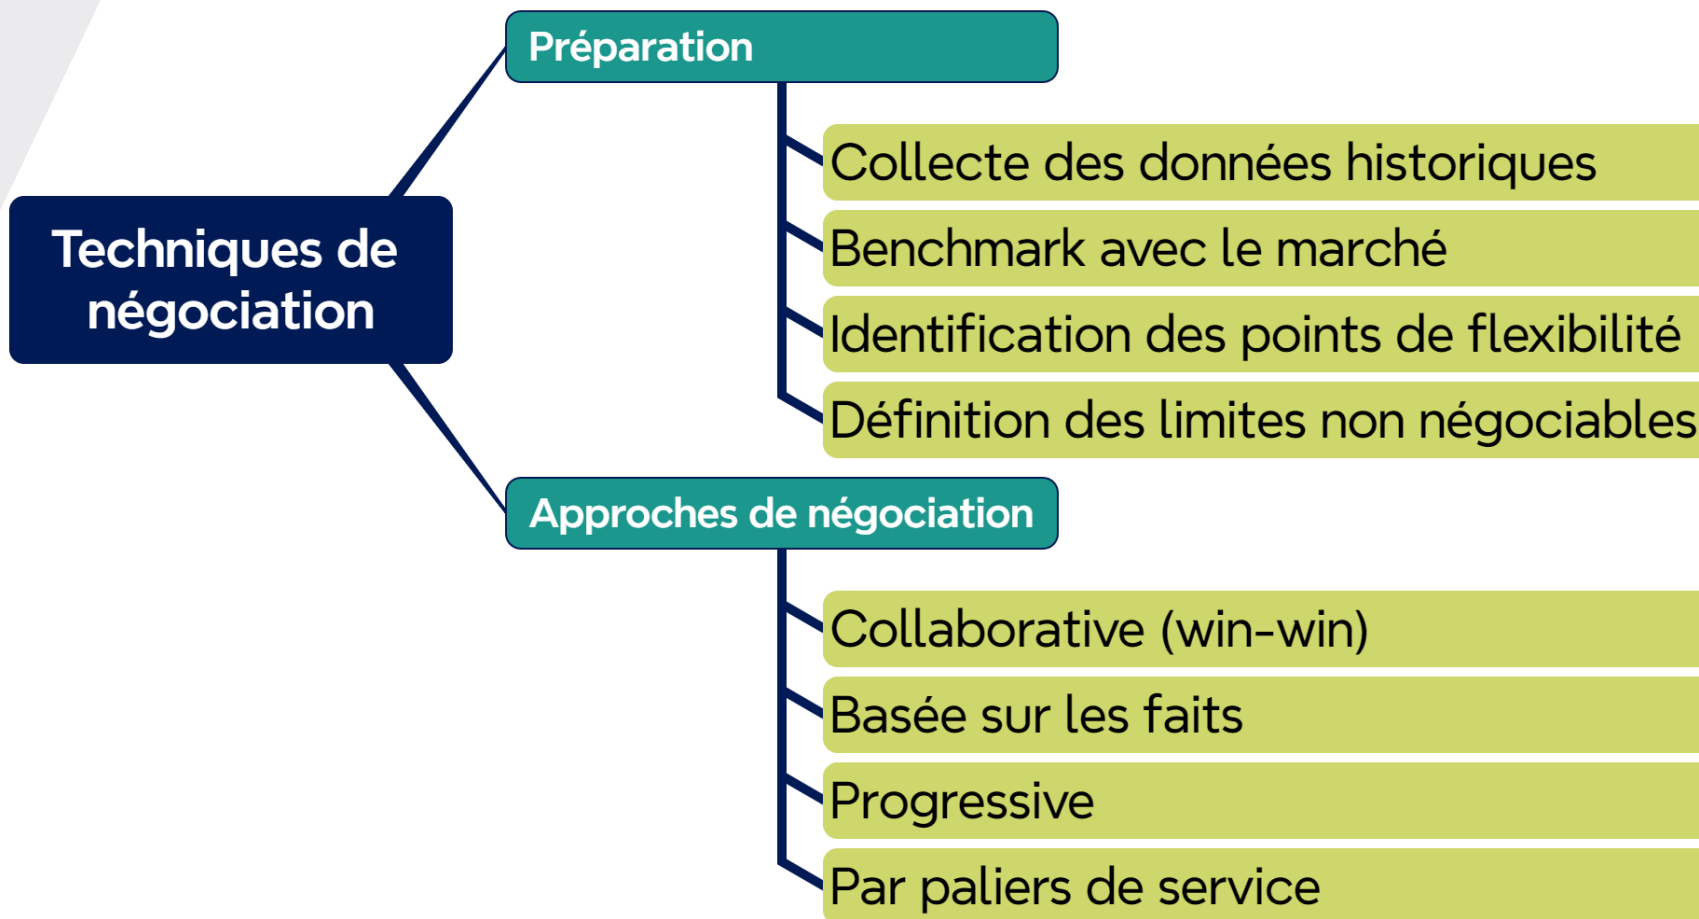 Préparation
Collecte des données historiques
Benchmark avec le marché
Identification des points de flexibilité
Définition des limites non négociables
Techniques de
négociation
Approches de négociation
Collaborative (win-win)
Basée sur les faits
Progressive
Par paliers de service